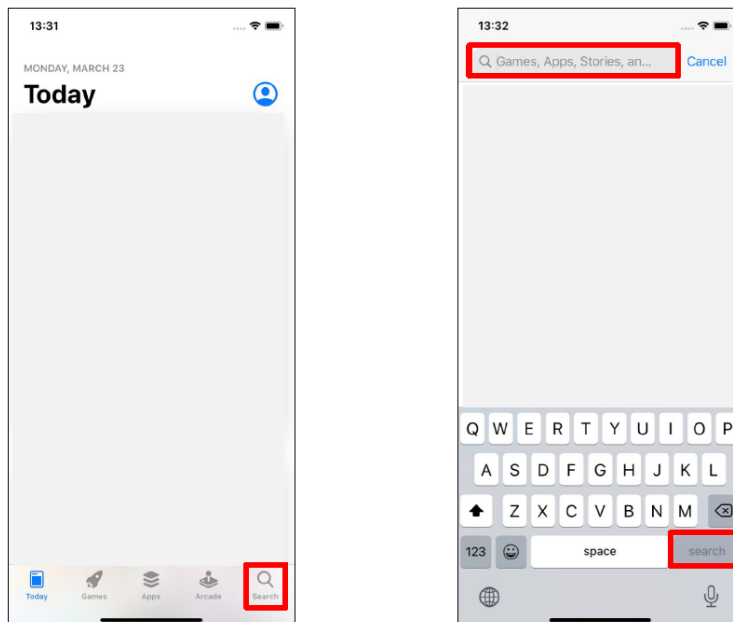 13:31
MONDAY, MARCH 23
Today
Today Games Apps Arcade Search
13:32
Games, Apps, Stories, an... Cancel
Q W E R T Y U I O P
A S D F G H J K L
Z X C V B N M
123 space search